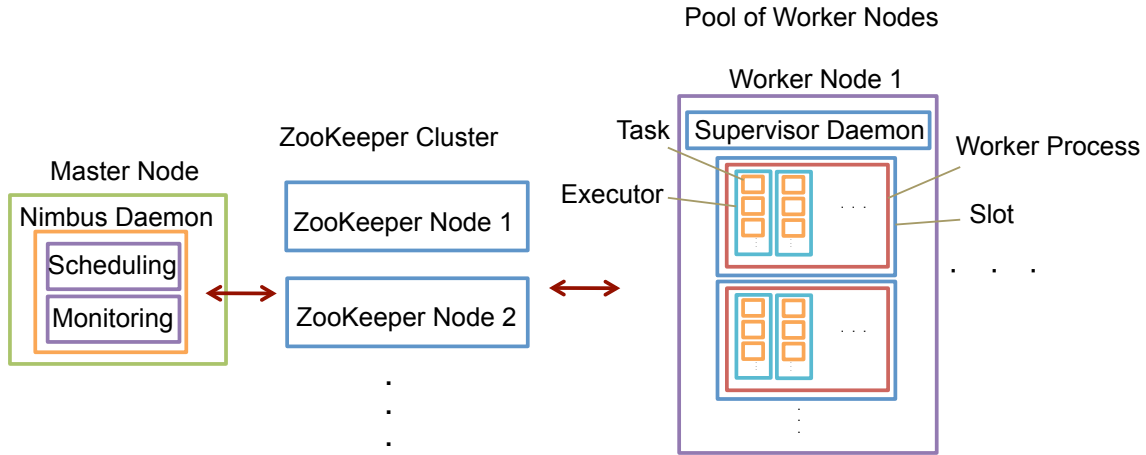 Pool of Worker Nodes
Master Node
Nimbus Daemon
Scheduling
Monitoring
ZooKeeper Cluster
ZooKeeper Node 1
ZooKeeper Node 2
Worker Node 1
Supervisor Daemon
Task
Executor
Worker Process
Slot